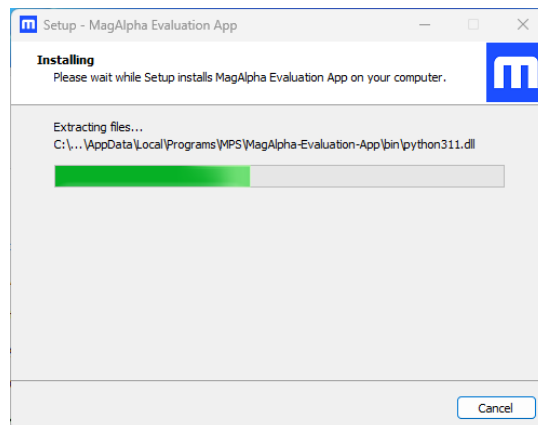 Setup - MagAlpha Evaluation App
Installing
Please wait while Setup installs MagAlpha Evaluation App on your computer.
Extracting files...
C:\...\AppData\Local\Programs\MPS\MagAlpha-Evaluation-App\bin\python311.dll
Cancel